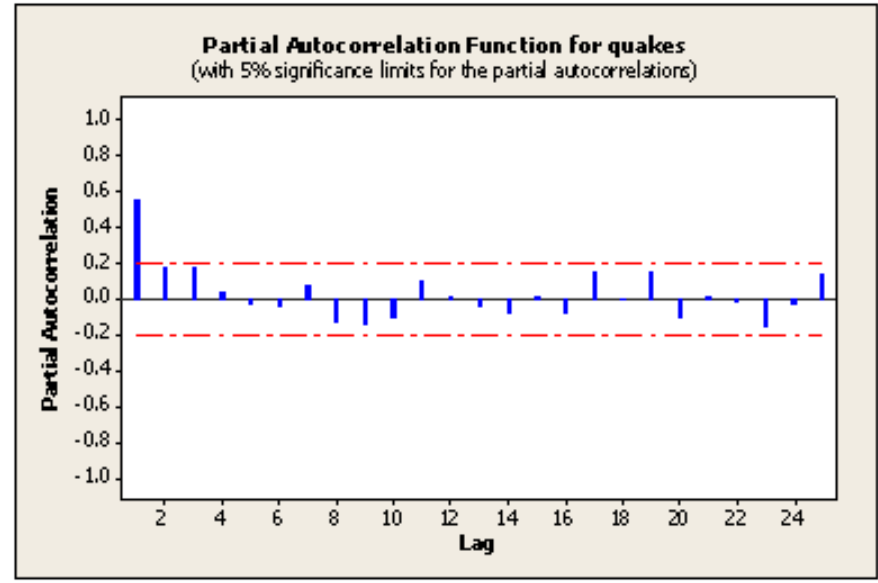 Partial Autocorrelation Function for quakes
(with 5% significance limits for the partial autocorrelations)
Partial Autocorrelation
1.0
0.8
0.6
0.4
0.2
0.0
-0.2
-0.4
-0.6
-0.8
-1.0
2 4 6 8 10 12 14 16 18 20 22 24
Lag